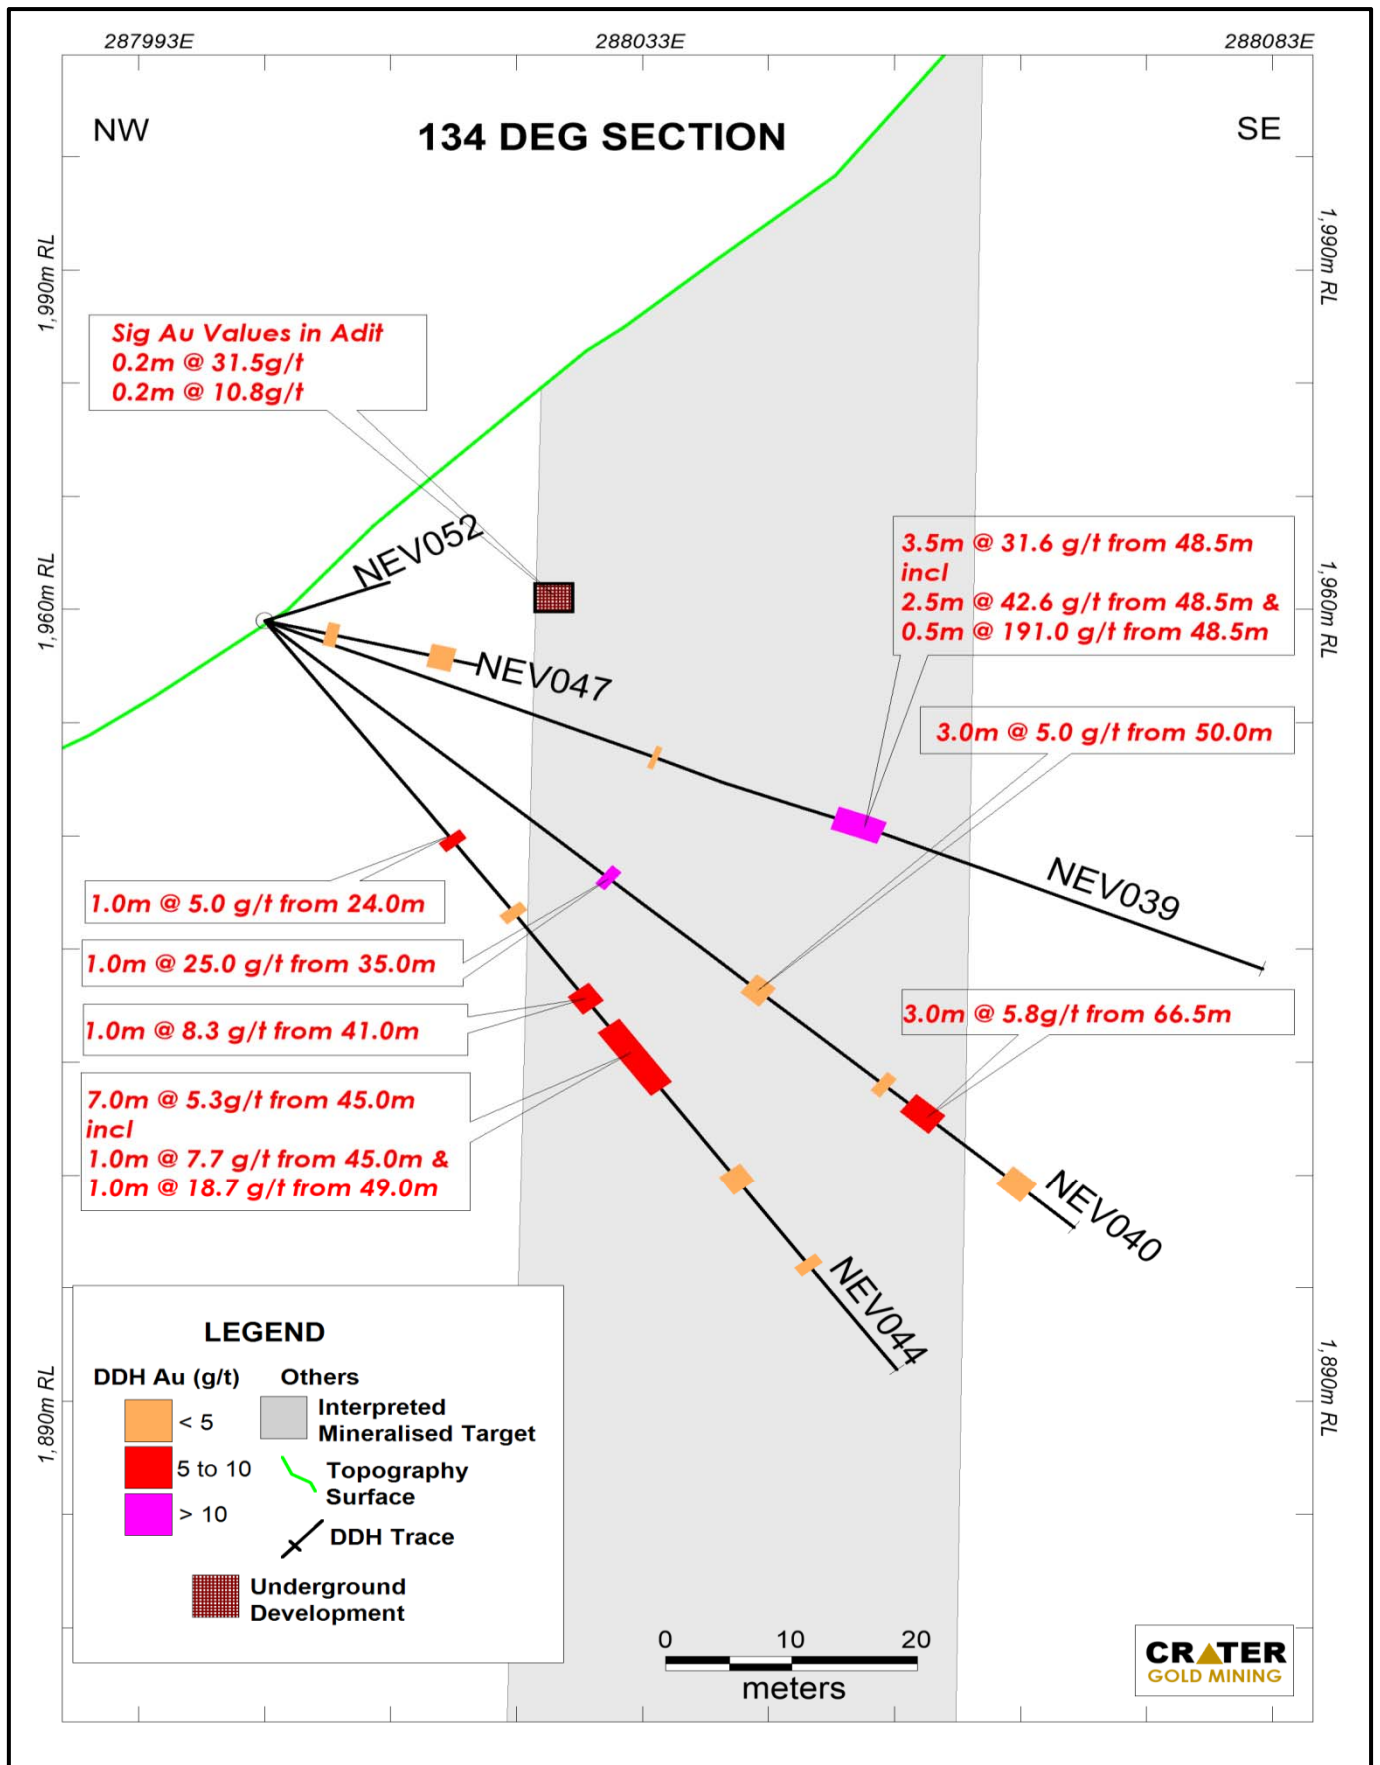 287993E
288033E
288083E
NW
134 DEG SECTION
SE
1,990m RL
1,990m RL
Sig Au Values in Adit
0.2m @ 31.5g/t
0.2m @ 10.8g/t
NEV052
3.5m @ 31.6 g/t from 48.5m
incl
2.5m @ 42.6 g/t from 48.5m &
0.5m @ 191.0 g/t from 48.5m
1,960m RL
1,960m RL
NEV047
3.0m @ 5.0 g/t from 50.0m
NEV039
1.0m @ 5.0 g/t from 24.0m
1.0m @ 25.0 g/t from 35.0m
1.0m @ 8.3 g/t from 41.0m
3.0m @ 5.8g/t from 66.5m
7.0m @ 5.3g/t from 45.0m
incl
1.0m @ 7.7 g/t from 45.0m &
1.0m @ 18.7 g/t from 49.0m
NEV040
NEV044
1,890m RL
1,890m RL
LEGEND
DDH Au (g/t)
< 5
5 to 10
> 10
Others
Interpreted
Mineralised Target
Topography
Surface
DDH Trace
Underground
Development
0 10 20
meters
CRATER
GOLD MINING